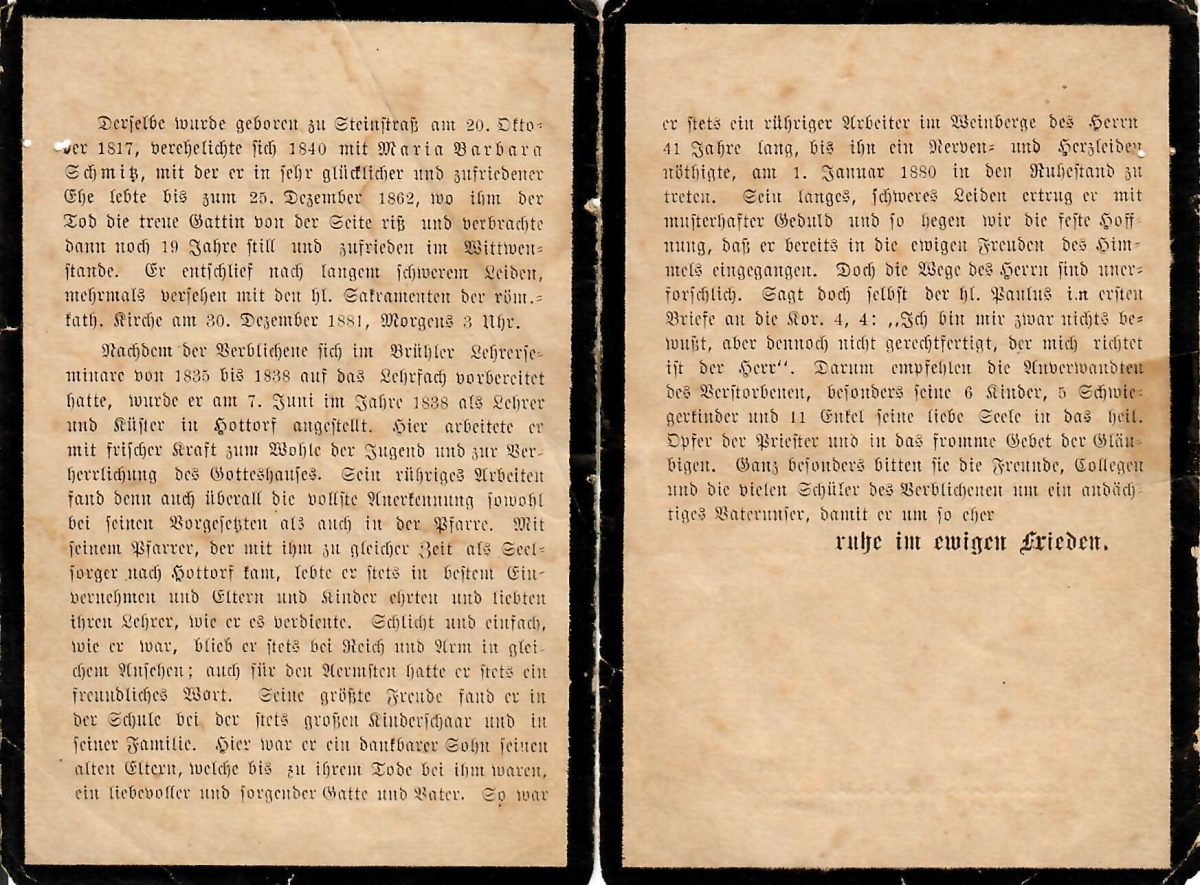 Derselbe wurde geboren zu Steinstraß am 20. Okto-
ber 1817, verehelichte sich 1840 mit Maria Barbara
Schmitz, mit der er in sehr glücklicher und zufriedener
Ehe lebte bis zum 25. Dezember 1862, wo ihm der
Tod die treue Gattin von der Seite riß und verbrachte
dann noch 19 Jahre still und zufrieden im Wittwen-
stande. Er entschlief nach langem schwerem Leiden,
mehrmals versehen mit den hl. Sakramenten der röm.-
kath. Kirche am 30. Dezember 1881, Morgens 3 Uhr.
Nachdem der Verblichene sich im Brühler Lehrerse-
minare von 1835 bis 1838 auf das Lehrfach vorbereitet
hatte, wurde er am 7. Juni im Jahre 1838 als Lehrer
und Küster in Hottorf angestellt. Hier arbeitete er
mit frischer Kraft zum Wohle der Jugend und zur Ver-
herrlichung des Gotteshauses. Sein rühriges Arbeiten
fand denn auch überall die vollste Anerkennung sowohl
bei seinen Vorgesetzten als auch in der Pfarre. Mit
seinem Pfarrer, der mit ihm zu gleicher Zeit als Seel-
sorger nach Hottorf kam, lebte er stets in bestem Ein-
vernehmen und Eltern und Kinder ehrten und liebten
ihren Lehrer, wie er es verdiente. Schlicht und einfach,
wie er war, blieb er stets bei Reich und Arm in glei-
chem Ansehen; auch für den Aermsten hatte er stets ein
freundliches Wort. Seine größte Freude fand er in
der Schule bei der stets großen Kinderschaar und in
seiner Familie. Hier war er ein dankbarer Sohn seinen
alten Eltern, welche bis zu ihrem Tode bei ihm waren,
ein liebevoller und sorgender Gatte und Vater. So war
er stets ein rühriger Arbeiter im Weinberge des Herrn
41 Jahre lang, bis ihn ein Nerven- und Herzleiden
nöthigte, am 1. Januar 1880 in den Ruhestand zu
treten. Sein langes, schweres Leiden ertrug er mit
musterhafter Geduld und so hegen wir die feste Hoff-
nung, daß er bereits in die ewigen Freuden des Him-
mels eingegangen. Doch die Wege des Herrn sind uner-
forschlich. Sagt doch selbst der hl. Paulus i.n ersten
Briefe an die Kor. 4, 4: „Ich bin mir zwar nichts be-
wußt, aber dennoch nicht gerechtfertigt, der mich richtet
ist der Herr“. Darum empfehlen die Anverwandten
des Verstorbenen, besonders seine 6 Kinder, 5 Schwie-
gerkinder und 11 Enkel seine liebe Seele in das heil.
Opfer der Priester und in das fromme Gebet der Gläu-
bigen. Ganz besonders bitten sie die Freunde, Collegen
und die vielen Schüler des Verblichenen um ein andäch-
tiges Vaterunser, damit er um so eher
ruhe im ewigen Frieden.